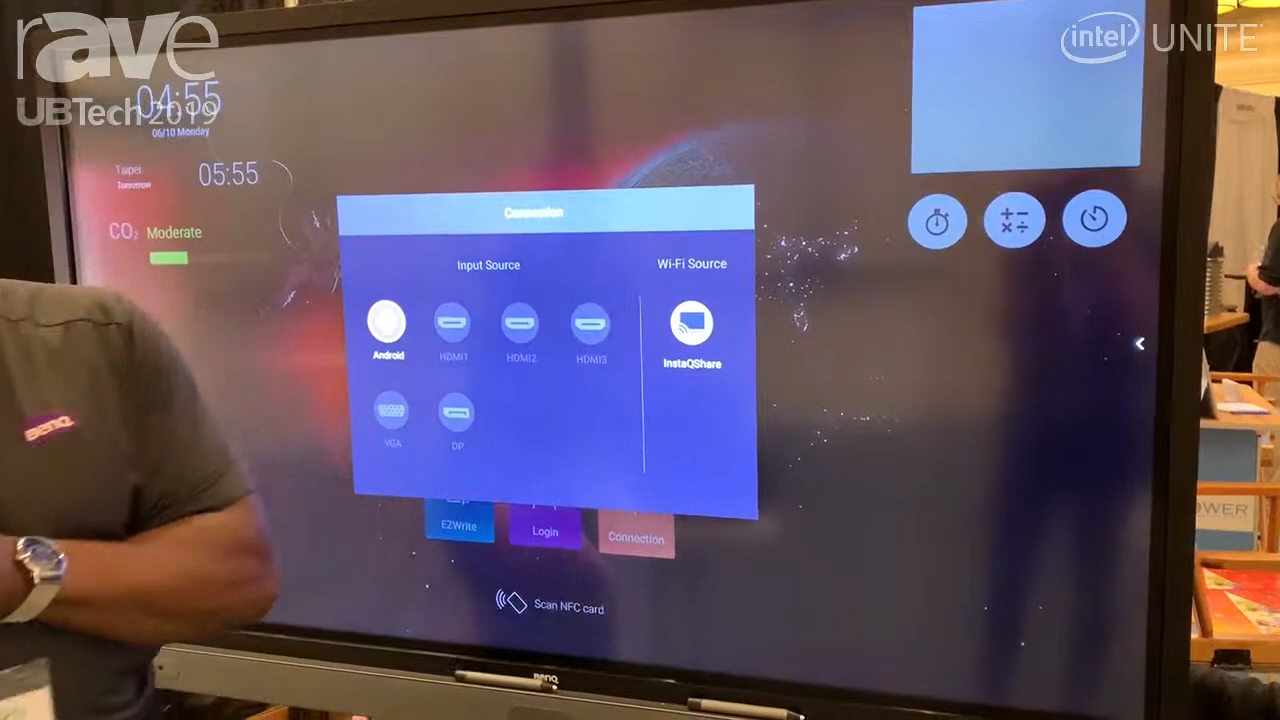 rave
UBTech 2019
intel UNITE
04:55
06/10 Monday
Taipei
Tomorrow
05:55
CO₂ Moderate
Connection
Input Source
Wi-Fi Source
Android
HDMI1
HDMI2
HDMI3
InstaQShare
VGA
DP
BENQ
EZWrite
Login
Connection
Scan NFC card
BENQ
OWER